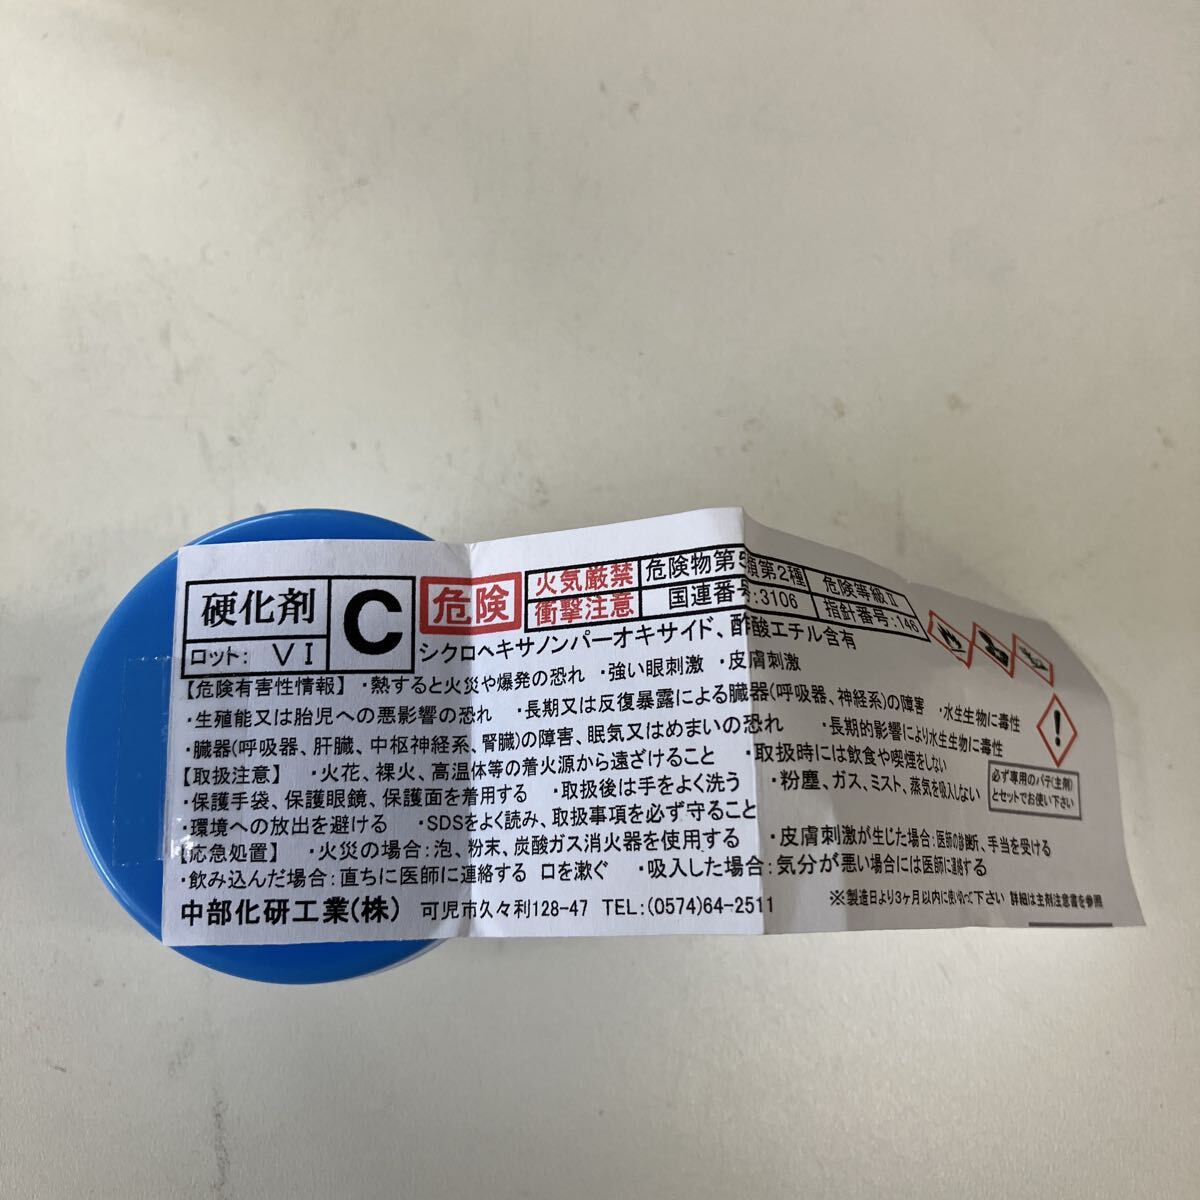 硬化剤 C 危険 火気厳禁 危険物第5類第2種 危険等級Ⅱ
ロット: ⅤⅠ 衝撃注意 国連番号:3106 指針番号:146
シクロヘキサノンパーオキサイド、酢酸エチル含有
【危険有害性情報】 ・熱すると火災や爆発の恐れ ・強い眼刺激 ・皮膚刺激
・生殖能又は胎児への悪影響の恐れ ・長期又は反復暴露による臓器(呼吸器、神経系)の障害 ・水生生物に毒性
・臓器(呼吸器、肝臓、中枢神経系、腎臓)の障害、眠気又はめまいの恐れ ・長期的影響により水生生物に毒性
【取扱注意】 ・火花、裸火、高温体等の着火源から遠ざけること ・取扱時には飲食や喫煙をしない
・保護手袋、保護眼鏡、保護面を着用する ・取扱後は手をよく洗う ・粉塵、ガス、ミスト、蒸気を吸入しない
必ず専用のパテ(主剤)
とセットでお使い下さい
・環境への放出を避ける ・SDSをよく読み、取扱事項を必ず守ること
【応急処置】 ・火災の場合:泡、粉末、炭酸ガス消火器を使用する ・皮膚刺激が生じた場合:医師の診断、手当を受ける
・飲み込んだ場合:直ちに医師に連絡する 口を漱ぐ ・吸入した場合:気分が悪い場合には医師に連絡する
中部化研工業(株) 可児市久々利128-47 TEL:(0574)64-2511 ※製造日より3ヶ月以内に使い切って下さい 詳細は主剤注意書を参照